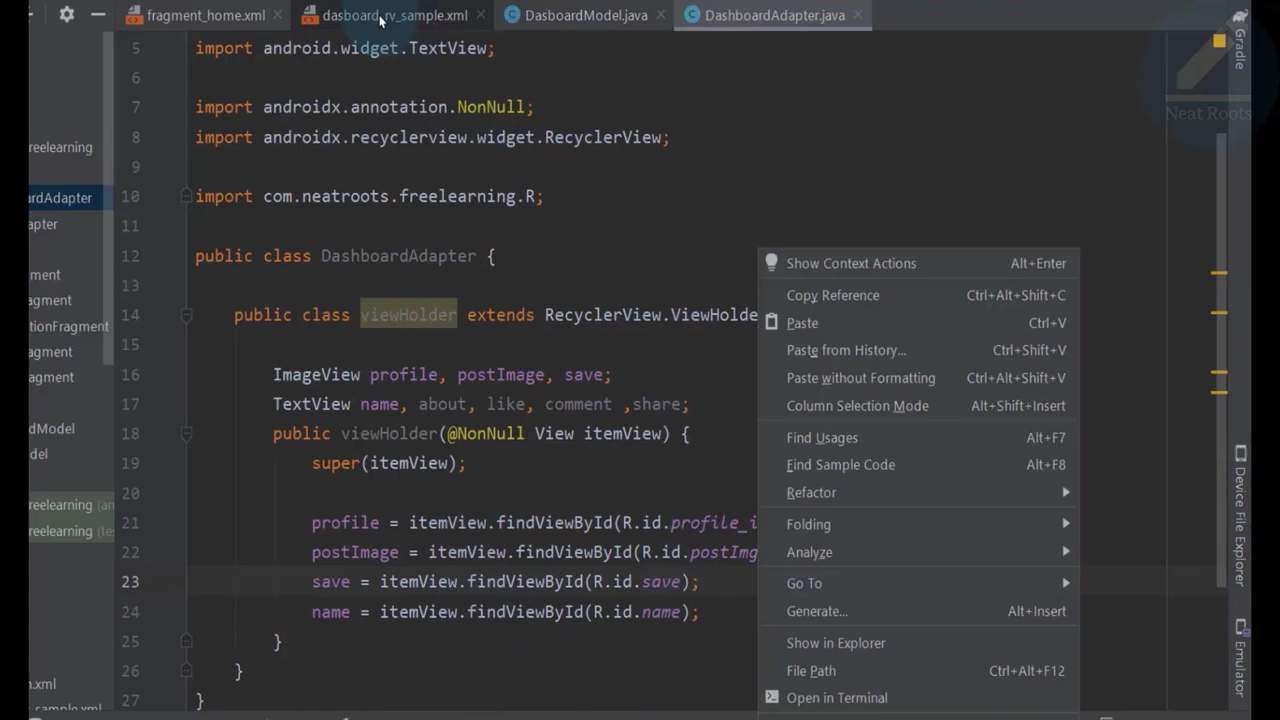 fragment_home.xml
dasboard_rv_sample.xml
DasboardModel.java
DashboardAdapter.java
Gradle
Neat Roots
Device File Explorer
Emulator
reelearning
ardAdapter
apter
ment
agment
tionFragment
agment
agment
dModel
del
reelearning (an
reelearning (tes
n.xml
sample.xml
5 import android.widget.TextView;
6
7 import androidx.annotation.NonNull;
8 import androidx.recyclerview.widget.RecyclerView;
9
10 import com.neatroots.freelearning.R;
11
12 public class DashboardAdapter {
13
14 public class viewHolder extends RecyclerView.ViewHolde
15
16 ImageView profile, postImage, save;
17 TextView name, about, like, comment ,share;
18 public viewHolder(@NonNull View itemView) {
19 super(itemView);
20
21 profile = itemView.findViewById(R.id.profile_i
22 postImage = itemView.findViewById(R.id.postImg
23 save = itemView.findViewById(R.id.save);
24 name = itemView.findViewById(R.id.name);
25 }
26 }
27 }
Show Context Actions Alt+Enter
Copy Reference Ctrl+Alt+Shift+C
Paste Ctrl+V
Paste from History... Ctrl+Shift+V
Paste without Formatting Ctrl+Alt+Shift+V
Column Selection Mode Alt+Shift+Insert
Find Usages Alt+F7
Find Sample Code Alt+F8
Refactor
Folding
Analyze
Go To
Generate... Alt+Insert
Show in Explorer
File Path Ctrl+Alt+F12
Open in Terminal